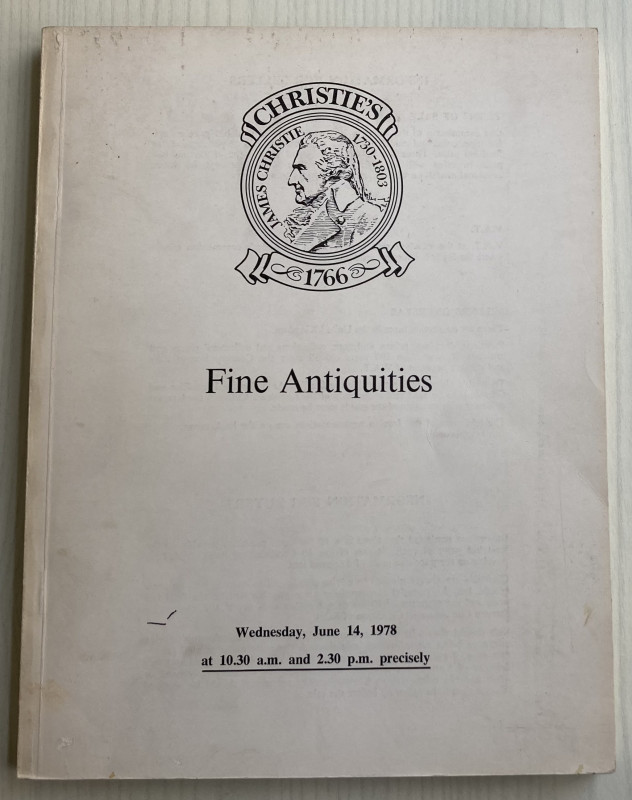 CHRISTIE'S
JAMES CHRISTIE 1730-1803
1766
Fine Antiquities
Wednesday, June 14, 1978
at 10.30 a.m. and 2.30 p.m. precisely